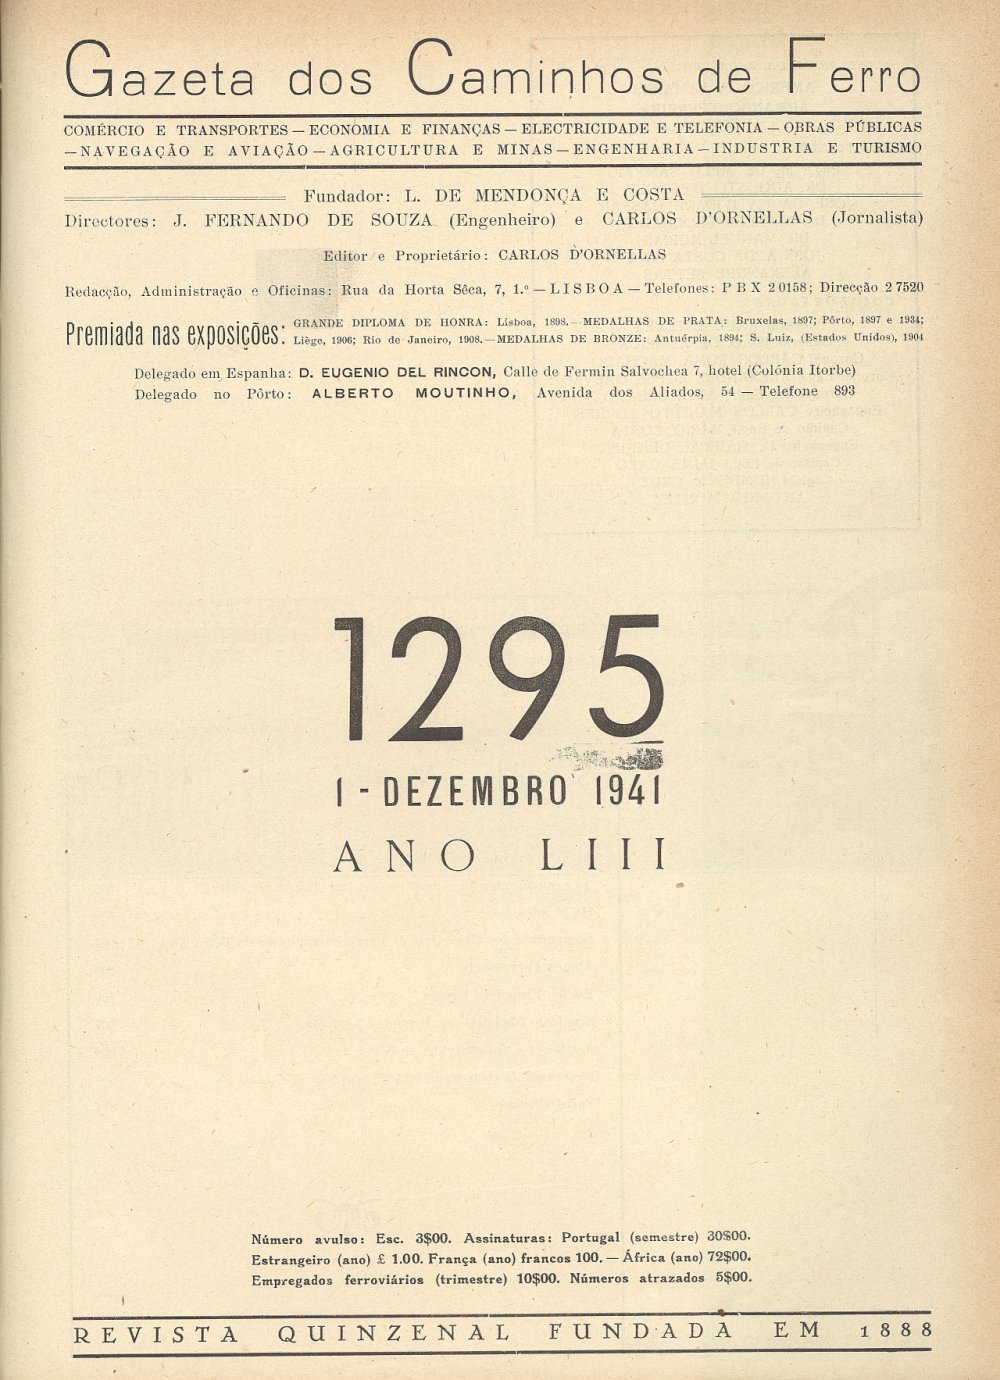 Gazeta dos Caminhos de Ferro
COMÉRCIO E TRANSPORTES — ECONOMIA E FINANÇAS — ELECTRICIDADE E TELEFONIA — OBRAS PÚBLICAS
— NAVEGAÇÃO E AVIAÇÃO — AGRICULTURA E MINAS — ENGENHARIA — INDUSTRIA E TURISMO
Fundador: L. DE MENDONÇA E COSTA
Directores: J. FERNANDO DE SOUZA (Engenheiro) e CARLOS D'ORNELLAS (Jornalista)
Editor e Proprietário: CARLOS D'ORNELLAS
Redacção, Administração e Oficinas: Rua da Horta Sêca, 7, 1.º — LISBOA — Telefones: P B X 20158; Direcção 27520
Premiada nas exposições: GRANDE DIPLOMA DE HONRA: Lisboa, 1898. — MEDALHAS DE PRATA: Bruxelas, 1897; Pôrto, 1897 e 1934;
Liège, 1906; Rio de Janeiro, 1908. — MEDALHAS DE BRONZE: Antuérpia, 1894; S. Luiz, (Estados Unidos), 1904
Delegado em Espanha: D. EUGENIO DEL RINCON, Calle de Fermin Salvochea 7, hotel (Colónia Itorbe)
Delegado no Pôrto: ALBERTO MOUTINHO, Avenida dos Aliados, 54 — Telefone 893
1295
1 - DEZEMBRO 1941
ANO LIII
Número avulso: Esc. 3$00. Assinaturas: Portugal (semestre) 30$00.
Estrangeiro (ano) £ 1.00. França (ano) francos 100. — África (ano) 72$00.
Empregados ferroviários (trimestre) 10$00. Números atrazados 5$00.
REVISTA QUINZENAL FUNDADA EM 1888